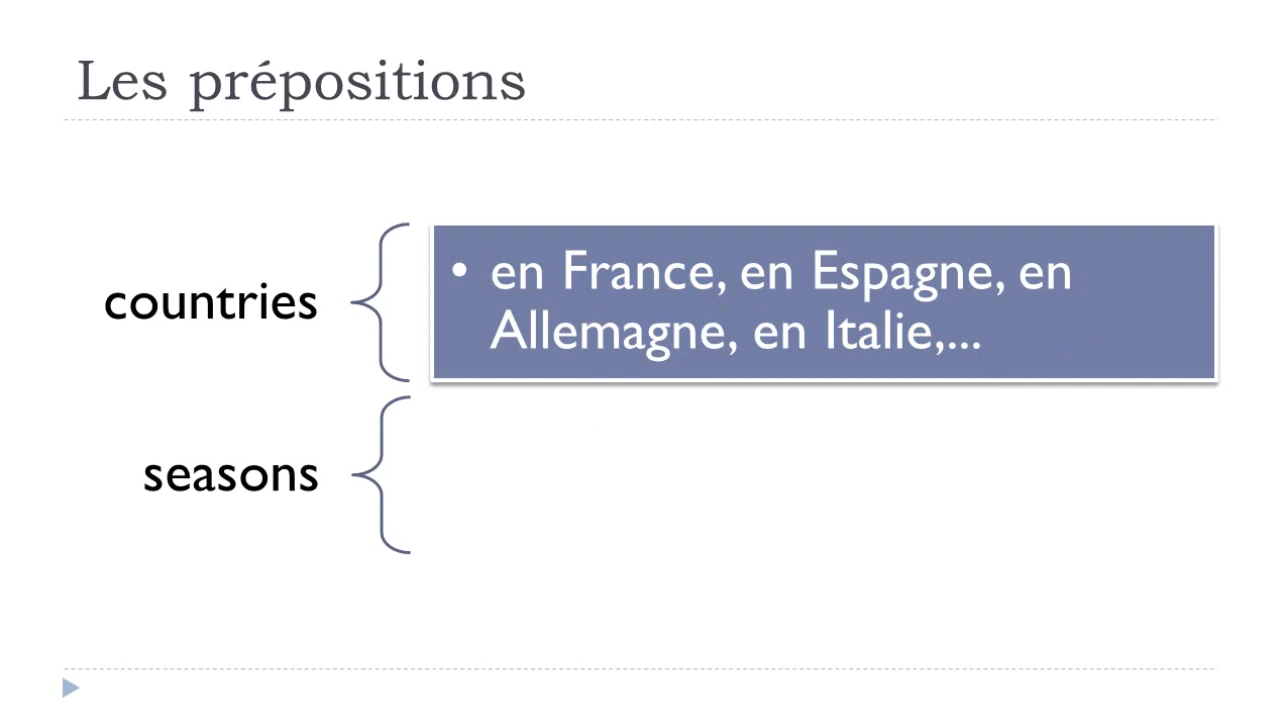 Les prépositions
countries
• en France, en Espagne, en
Allemagne, en Italie,...
seasons